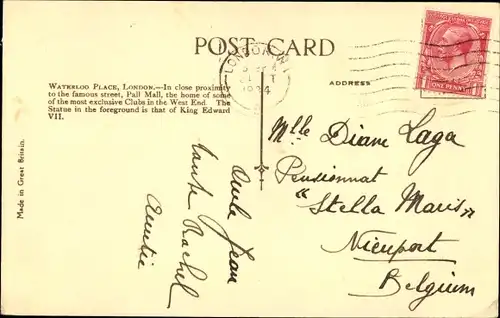 POST CARD
LONDON. W.
1934
ONE PENNY
WATERLOO PLACE, LONDON.—In close proximity
to the famous street, Pall Mall, the home of some
of the most exclusive Clubs in the West End. The
Statue in the foreground is that of King Edward
VII.
ADDRESS
Made in Great Britain.
Oncle Jean
tante Rachel
Auntie
Mlle Diane Laga
Pensionnat
"Stella Maris"
Nieuport
Belgium